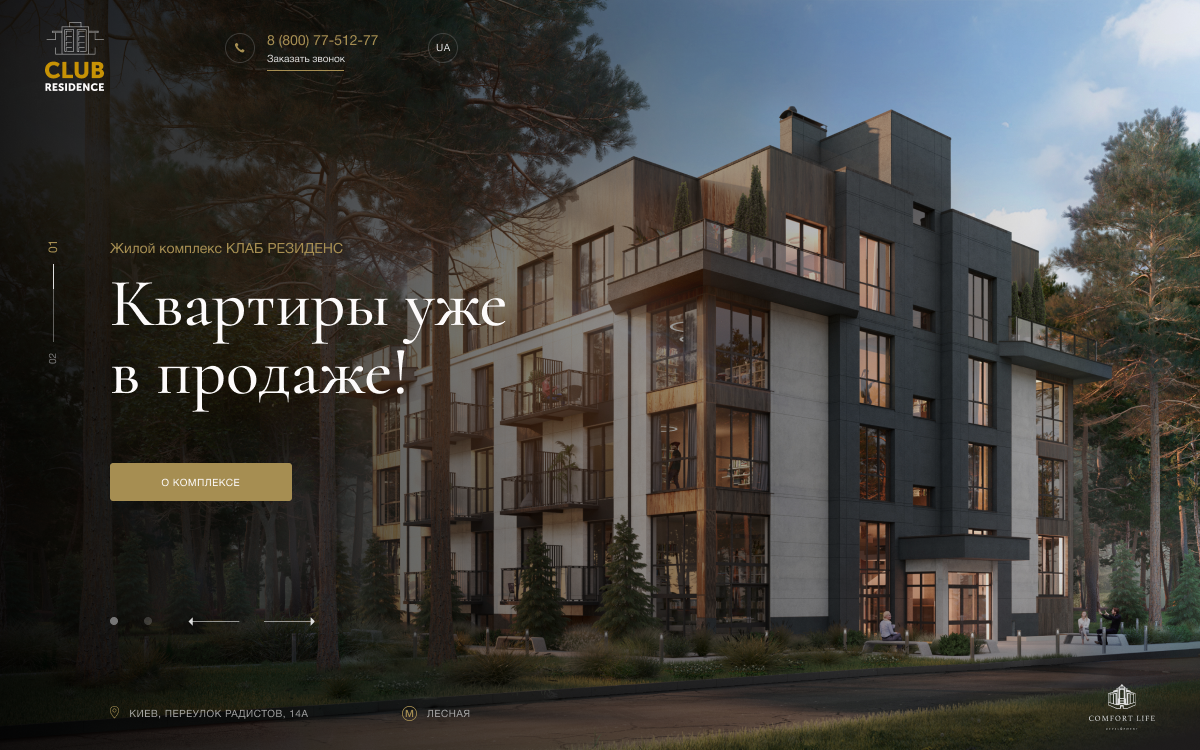 CLUB
RESIDENCE
8 (800) 77-512-77
Заказать звонок
UA
01
02
Жилой комплекс КЛАБ РЕЗИДЕНС
Квартиры уже
в продаже!
О КОМПЛЕКСЕ
КИЕВ, ПЕРЕУЛОК РАДИСТОВ, 14А
М
ЛЕСНАЯ
COMFORT LIFE
DEVELOPMENT